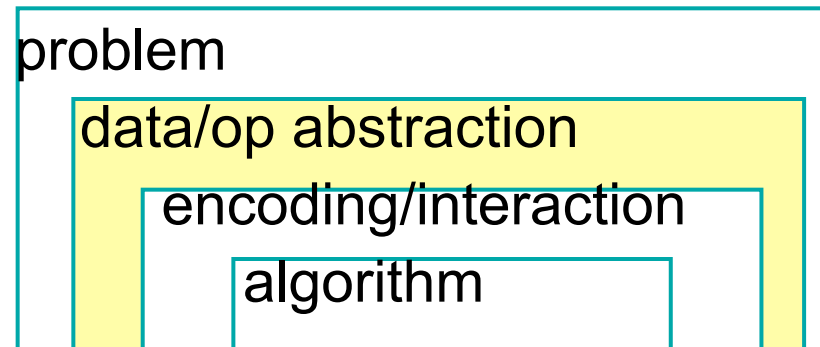 problem
data/op abstraction
encoding/interaction
algorithm